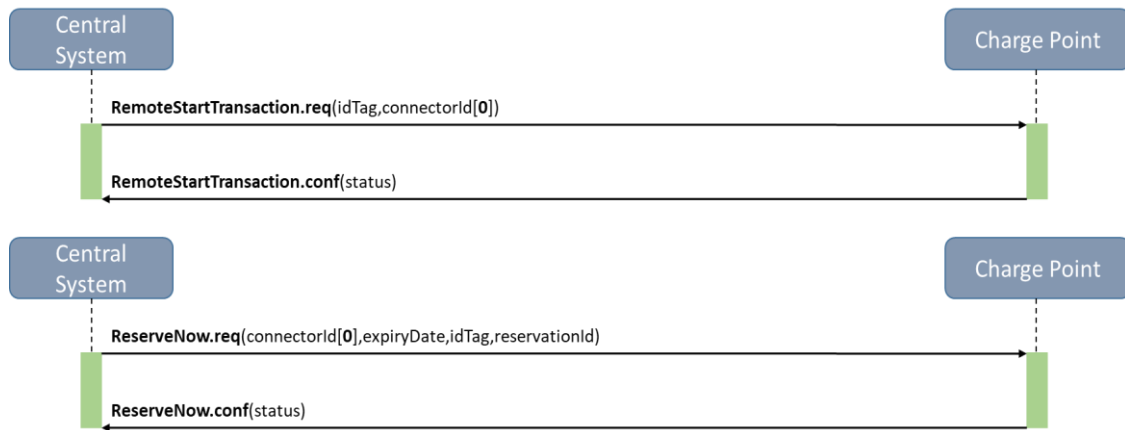 Central
System
Charge Point
RemoteStartTransaction.req(idTag,connectorId[0])
RemoteStartTransaction.conf(status)
Central
System
Charge Point
ReserveNow.req(connectorId[0],expiryDate,idTag,reservationId)
ReserveNow.conf(status)